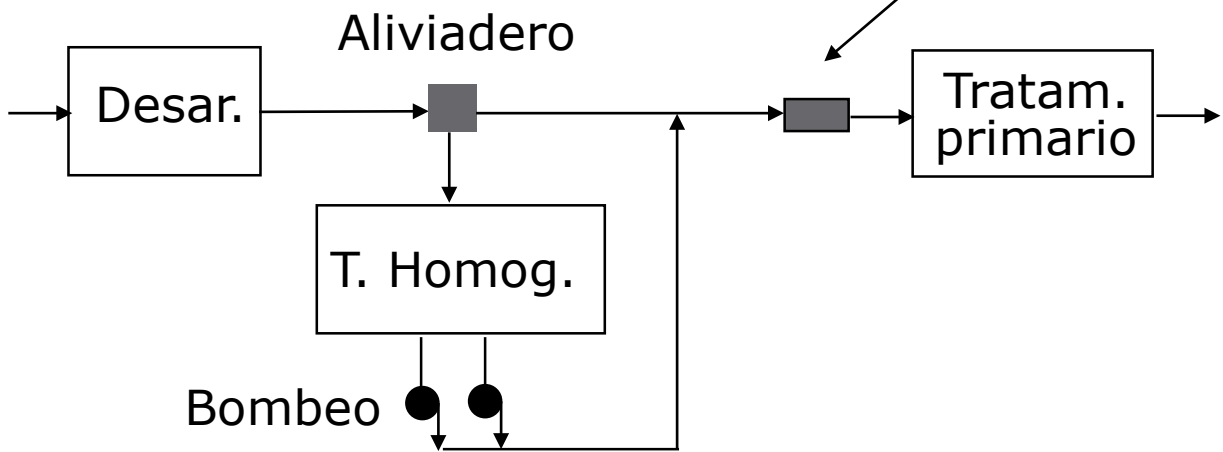 Aliviadero
Desar.
Tratam.
primario
T. Homog.
Bombeo